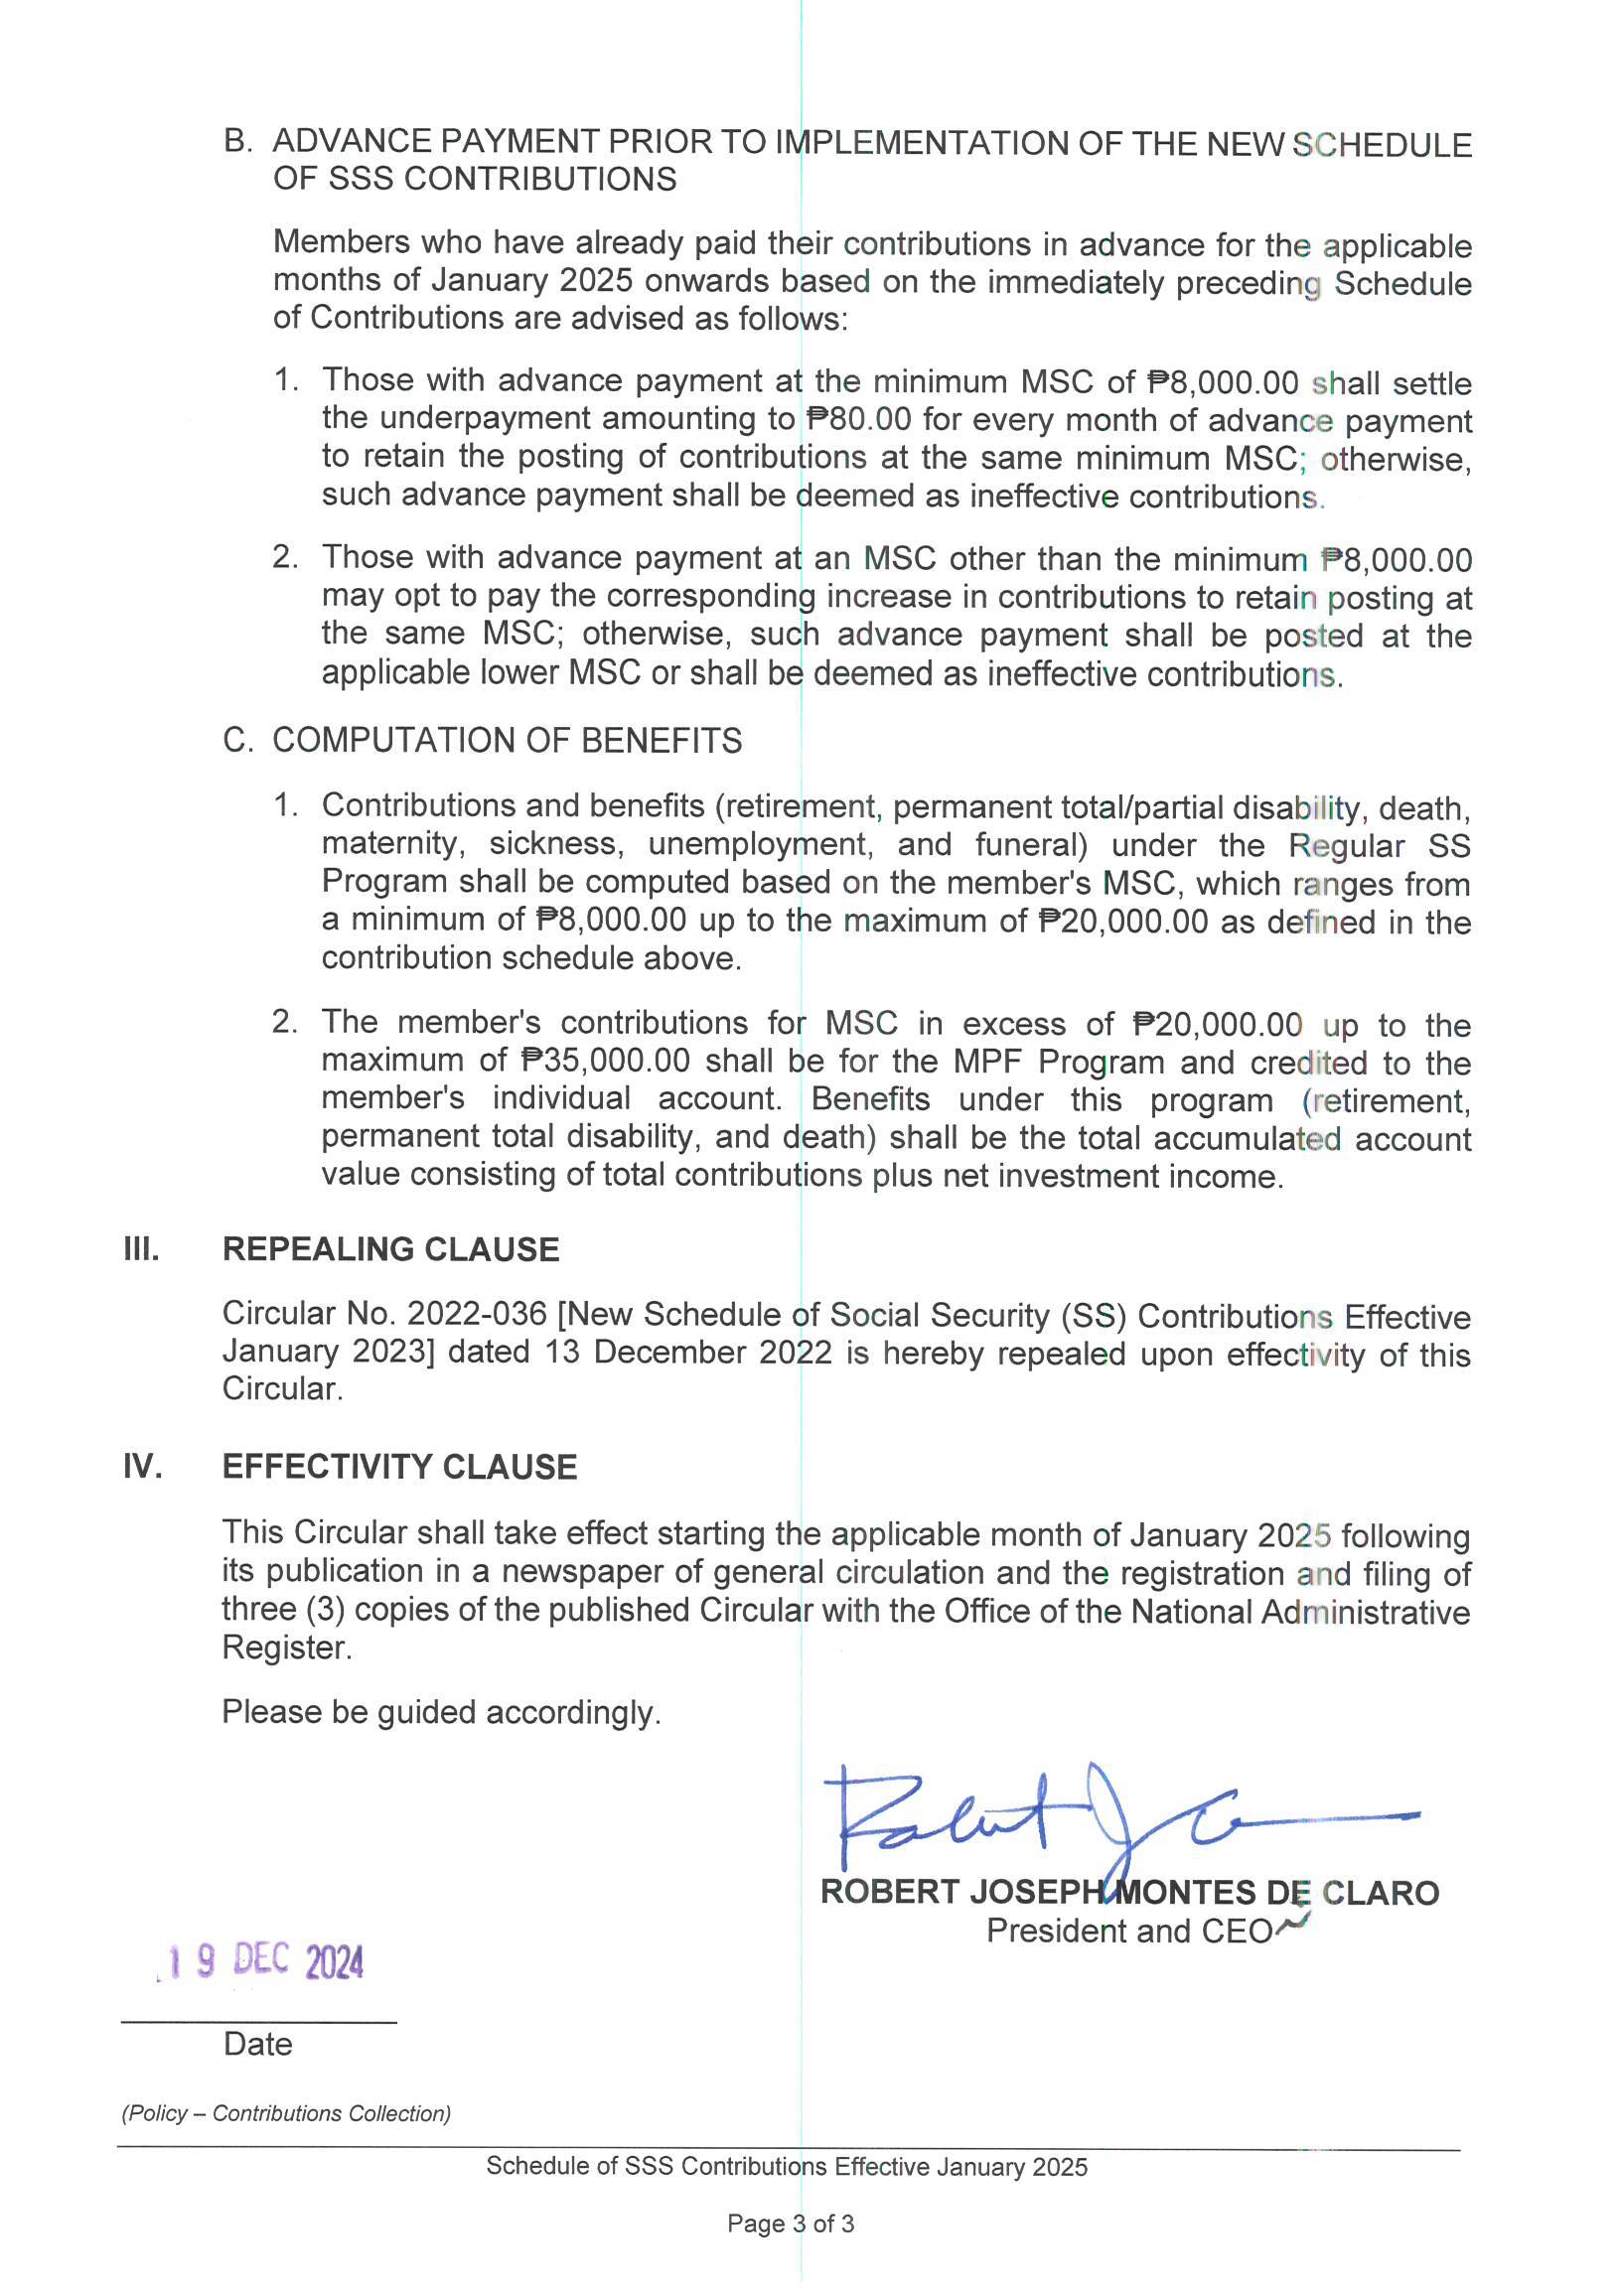 B. ADVANCE PAYMENT PRIOR TO IMPLEMENTATION OF THE NEW SCHEDULE
OF SSS CONTRIBUTIONS
Members who have already paid their contributions in advance for the applicable
months of January 2025 onwards based on the immediately preceding Schedule
of Contributions are advised as follows:
1. Those with advance payment at the minimum MSC of ₱8,000.00 shall settle
the underpayment amounting to ₱80.00 for every month of advance payment
to retain the posting of contributions at the same minimum MSC; otherwise,
such advance payment shall be deemed as ineffective contributions.
2. Those with advance payment at an MSC other than the minimum ₱8,000.00
may opt to pay the corresponding increase in contributions to retain posting at
the same MSC; otherwise, such advance payment shall be posted at the
applicable lower MSC or shall be deemed as ineffective contributions.
C. COMPUTATION OF BENEFITS
1. Contributions and benefits (retirement, permanent total/partial disability, death,
maternity, sickness, unemployment, and funeral) under the Regular SS
Program shall be computed based on the member's MSC, which ranges from
a minimum of ₱8,000.00 up to the maximum of ₱20,000.00 as defined in the
contribution schedule above.
2. The member's contributions for MSC in excess of ₱20,000.00 up to the
maximum of ₱35,000.00 shall be for the MPF Program and credited to the
member's individual account. Benefits under this program (retirement,
permanent total disability, and death) shall be the total accumulated account
value consisting of total contributions plus net investment income.
III. REPEALING CLAUSE
Circular No. 2022-036 [New Schedule of Social Security (SS) Contributions Effective
January 2023] dated 13 December 2022 is hereby repealed upon effectivity of this
Circular.
IV. EFFECTIVITY CLAUSE
This Circular shall take effect starting the applicable month of January 2025 following
its publication in a newspaper of general circulation and the registration and filing of
three (3) copies of the published Circular with the Office of the National Administrative
Register.
Please be guided accordingly.
ROBERT JOSEPH MONTES DE CLARO
President and CEO
19 DEC 2024
Date
(Policy – Contributions Collection)
Schedule of SSS Contributions Effective January 2025
Page 3 of 3